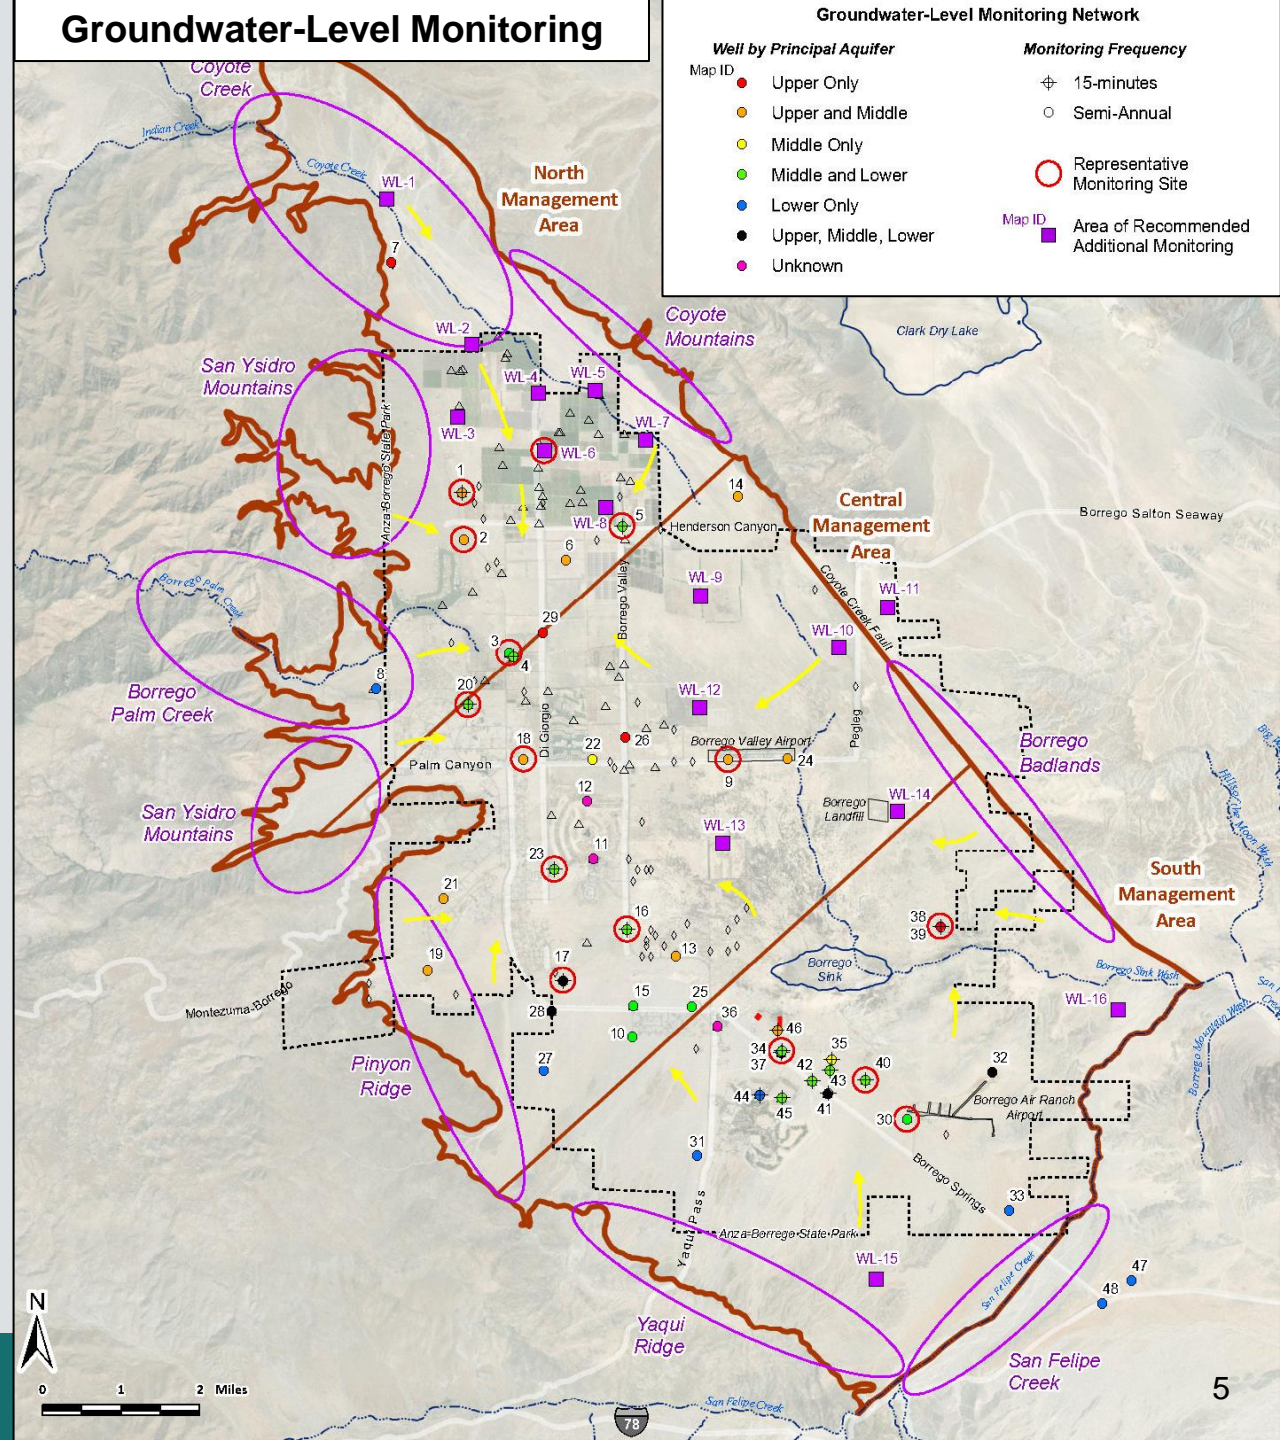 Groundwater-Level Monitoring
Groundwater-Level Monitoring Network
Well by Principal Aquifer
Map ID
Upper Only
Upper and Middle
Middle Only
Middle and Lower
Lower Only
Upper, Middle, Lower
Unknown
Monitoring Frequency
15-minutes
Semi-Annual
Representative
Monitoring Site
Map ID
Area of Recommended
Additional Monitoring
Coyote
Creek
Indian Creek
Coyote Creek
WL-1
7
North
Management
Area
Coyote
Mountains
Clark Dry Lake
WL-2
San Ysidro
Mountains
WL-4
WL-5
WL-3
WL-7
WL-6
Anza-Borrego State Park
1
14
Central
Management
Area
Borrego Salton Seaway
WL-8
5
Henderson Canyon
2
6
Borrego Valley
Coyote Creek Fault
Borrego Palm Creek
WL-9
WL-11
29
WL-10
3
4
8
20
Borrego
Palm Creek
WL-12
Di Giorgio
Pegleg
26
Borrego Valley Airport
18
22
Palm Canyon
9
24
Borrego
Badlands
San Ysidro
Mountains
12
Borrego
Landfill
WL-14
WL-13
23
11
South
Management
Area
21
16
38
39
19
17
13
Borrego
Sink
Borrego Sink Wash
Montezuma-Borrego
WL-16
28
15
25
36
10
46
Pinyon
Ridge
27
34
37
35
42
43
40
32
44
45
41
30
Borrego Air Ranch
Airport
Borrego Mountain Wash
31
Borrego Springs
33
Yaqui Pass
Anza-Borrego State Park
WL-15
San Felipe Creek
47
48
N
Yaqui
Ridge
San Felipe
Creek
0 1 2 Miles
San Felipe Creek
78
5